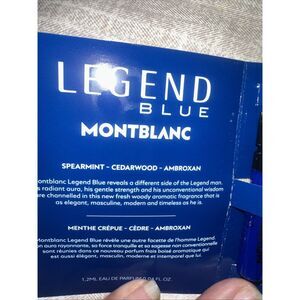 LEGEND
BLUE
MONTBLANC
SPEARMINT - CEDARWOOD - AMBROXAN
ontblanc Legend Blue reveals a different side of the Legend man.
s radiant aura, his gentle strength and his unconventional wisdom
re channelled in this new fresh woody aromatic fragrance that is
as elegant, masculine, modern and timeless as he is.
MENTHE CRÉPUE - CÈDRE - AMBROXAN
Montblanc Legend Blue révèle une autre facette de l'homme Legend.
on aura rayonnante, sa force tranquille et sa sagesse non conventionnelle
sont réunies dans ce nouveau parfum frais boisé aromatique qui
est aussi élégant, masculin, moderne et intemporel que lui.
1.2ML EAU DE PARFUM 0.04 FL OZ